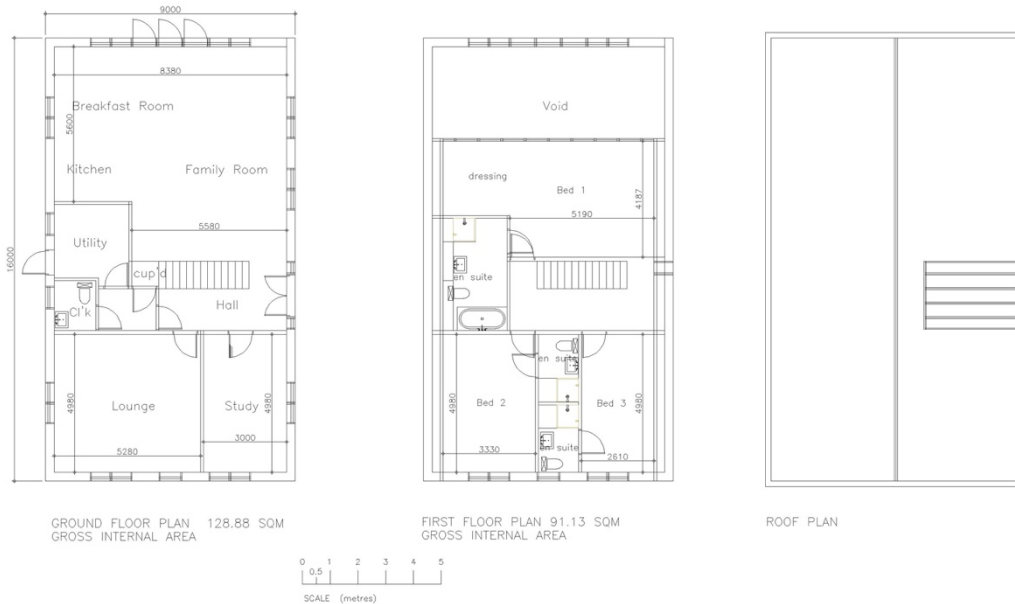 9000
16000
8380
Breakfast Room
5600
Kitchen
Family Room
5580
Utility
cup'd
Hall
Cl'k
4980
Lounge
Study
4980
3000
5280
GROUND FLOOR PLAN 128.88 SQM
GROSS INTERNAL AREA
Void
dressing
Bed 1
4187
5190
en suite
en suite
4980
Bed 2
Bed 3
4980
3330
en suite
2610
FIRST FLOOR PLAN 91.13 SQM
GROSS INTERNAL AREA
ROOF PLAN
0 1 2 3 4 5
0.5
SCALE (metres)